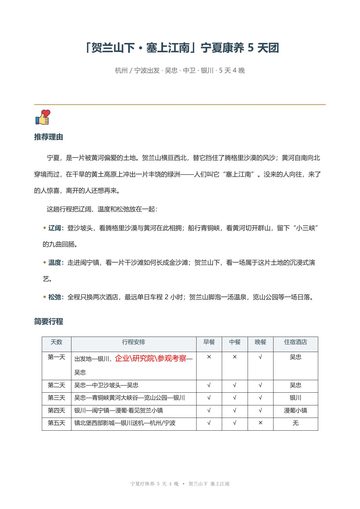 「贺兰山下·塞上江南」宁夏康养 5 天团
杭州 / 宁波出发 · 吴忠 · 中卫 · 银川 · 5 天 4 晚
推荐理由
宁夏，是一片被黄河偏爱的土地。贺兰山横亘西北，替它挡住了腾格里沙漠的风沙；黄河自南向北
穿境而过，在干旱的黄土高原上冲出一片丰饶的绿洲——人们叫它“塞上江南”。没来的人向往，来了
的人惊喜，离开的人还想再来。
这趟行程把辽阔，温度和松弛放在一起：
• 辽阔：登沙坡头，看腾格里沙漠与黄河在此相拥；船行青铜峡，看黄河切开群山，留下“小三峡”
的九曲回肠。
• 温度：走进闽宁镇，看一片干沙滩如何长成金沙滩；贺兰山下，看一场属于这片土地的沉浸式演
艺。
• 松弛：全程只换两次酒店，最远单日车程 2 小时；贺兰山脚泡一场温泉，览山公园等一场日落。
简要行程
天数 行程安排 早餐 中餐 晚餐 住宿酒店
第一天 出发地—银川，企业\研究院\参观考察— × × √ 吴忠
吴忠
第二天 吴忠—中卫沙坡头—吴忠 √ √ √ 吴忠
第三天 吴忠—青铜峡黄河大峡谷—览山公园—银川 √ √ √ 银川
第四天 银川—闽宁镇—漫葡·看见贺兰小镇 √ √ √ 漫葡小镇
第五天 镇北堡西部影城—银川送机—杭州/宁波 √ √ × 无
宁夏疗休养 5 天 4 晚 · 贺兰山下 塞上江南